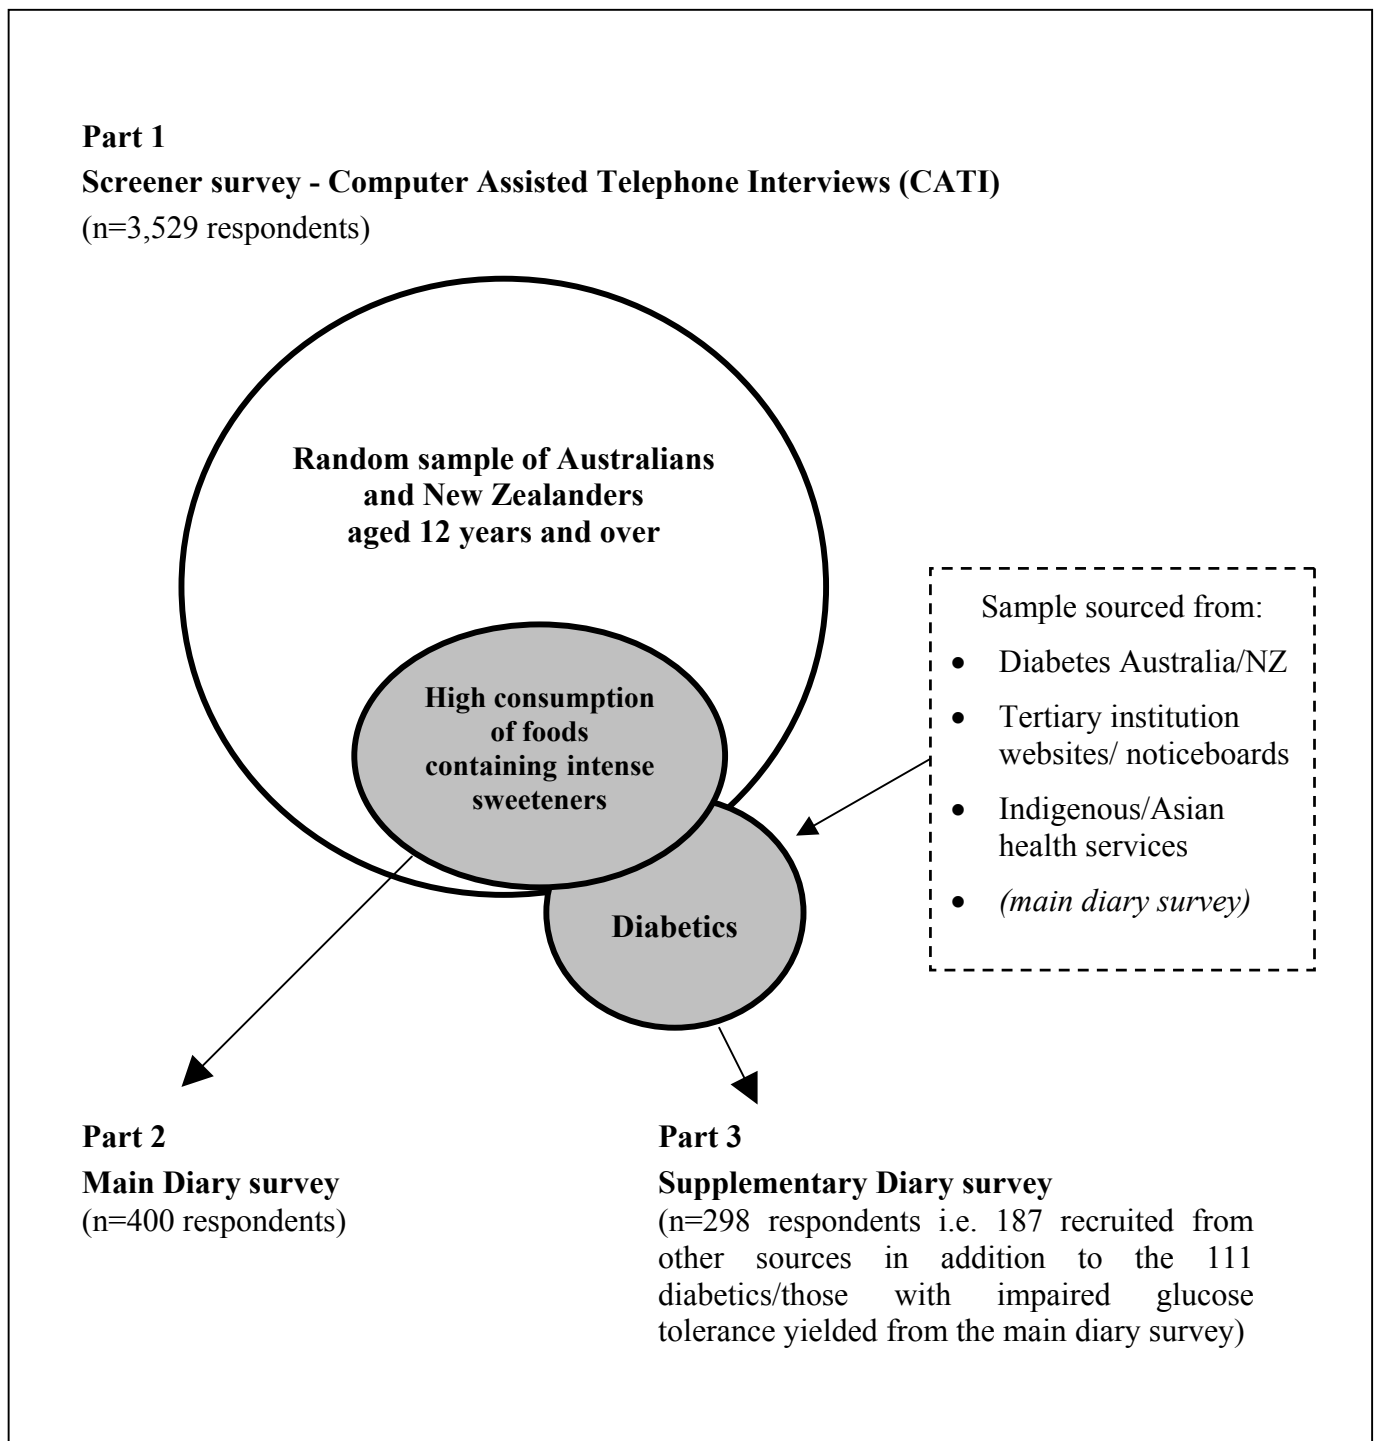 Part 1
Screener survey - Computer Assisted Telephone Interviews (CATI)
(n=3,529 respondents)
Random sample of Australians
and New Zealanders
aged 12 years and over
High consumption
of foods
containing intense
sweeteners
Diabetics
Sample sourced from:
• Diabetes Australia/NZ
• Tertiary institution
websites/ noticeboards
• Indigenous/Asian
health services
• (main diary survey)
Part 2
Main Diary survey
(n=400 respondents)
Part 3
Supplementary Diary survey
(n=298 respondents i.e. 187 recruited from
other sources in addition to the 111
diabetics/those with impaired glucose
tolerance yielded from the main diary survey)